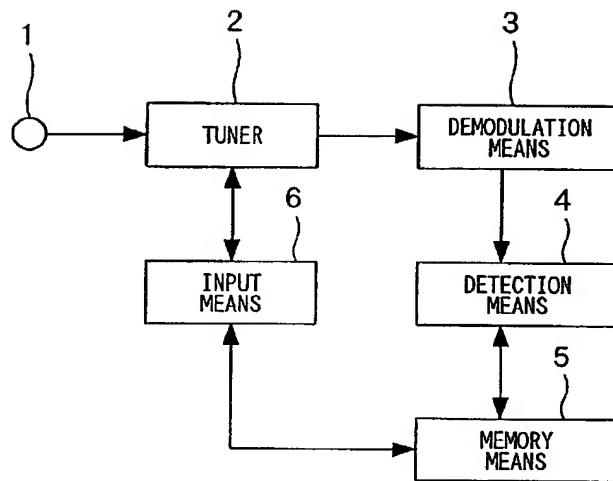 1
2
3
TUNER
DEMODULATION
MEANS
6
4
INPUT
MEANS
DETECTION
MEANS
5
MEMORY
MEANS